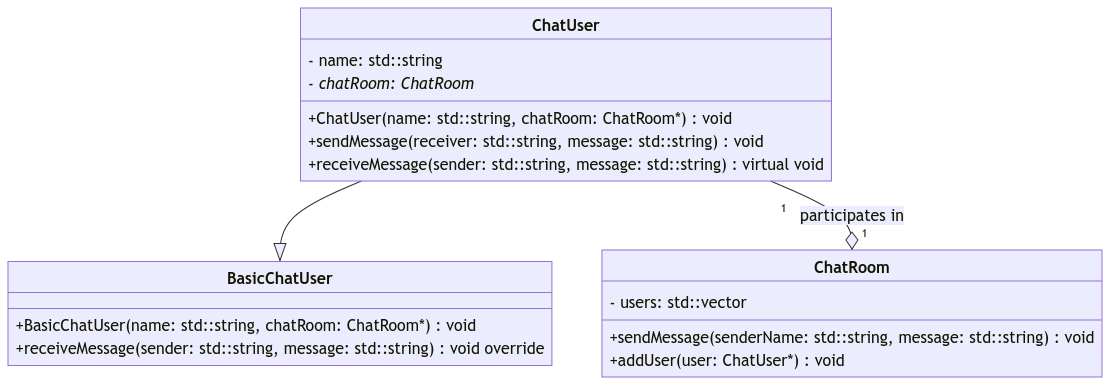 ChatUser
- name: std::string
- chatRoom: ChatRoom
+ChatUser(name: std::string, chatRoom: ChatRoom*) : void
+sendMessage(receiver: std::string, message: std::string) : void
+receiveMessage(sender: std::string, message: std::string) : virtual void
1
participates in
1
BasicChatUser
+BasicChatUser(name: std::string, chatRoom: ChatRoom*) : void
+receiveMessage(sender: std::string, message: std::string) : void override
ChatRoom
- users: std::vector
+sendMessage(senderName: std::string, message: std::string) : void
+addUser(user: ChatUser*) : void